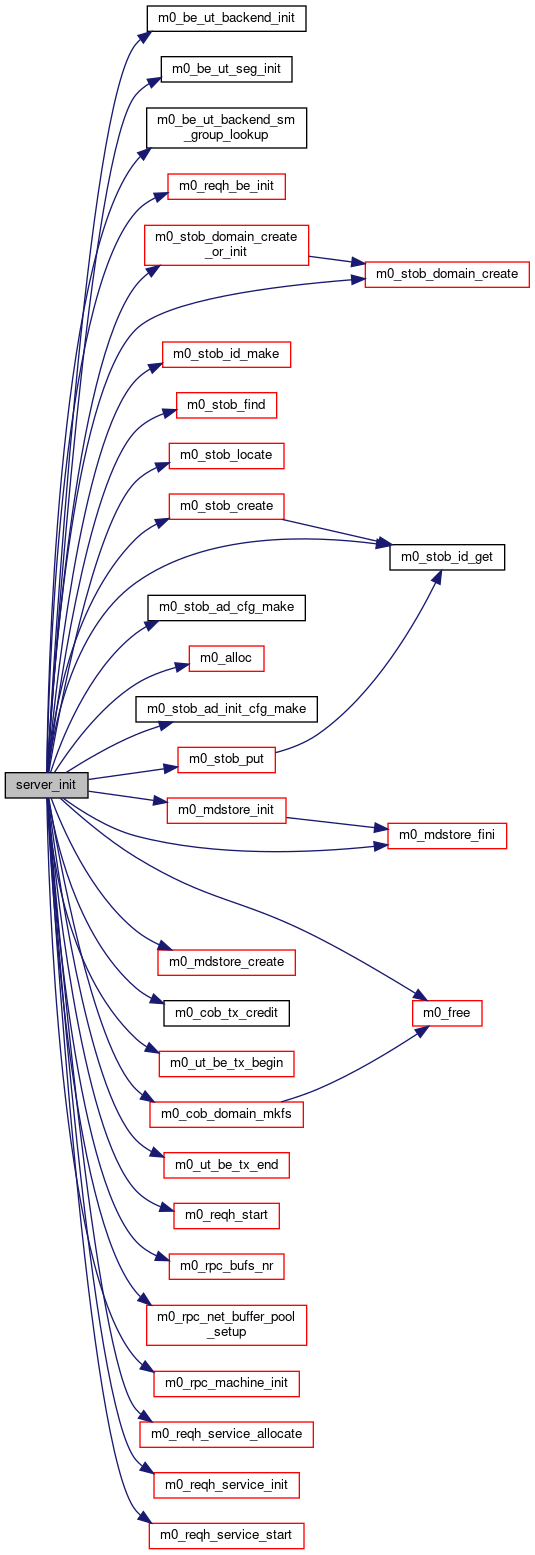 m0_be_ut_backend_init
m0_be_ut_seg_init
m0_be_ut_backend_sm
_group_lookup
m0_reqh_be_init
m0_stob_domain_create
_or_init
m0_stob_domain_create
m0_stob_id_make
m0_stob_find
m0_stob_locate
m0_stob_create
m0_stob_id_get
m0_stob_ad_cfg_make
m0_alloc
m0_stob_ad_init_cfg_make
m0_stob_put
server_init
m0_mdstore_init
m0_mdstore_fini
m0_mdstore_create
m0_cob_tx_credit
m0_free
m0_ut_be_tx_begin
m0_cob_domain_mkfs
m0_ut_be_tx_end
m0_reqh_start
m0_rpc_bufs_nr
m0_rpc_net_buffer_pool
_setup
m0_rpc_machine_init
m0_reqh_service_allocate
m0_reqh_service_init
m0_reqh_service_start